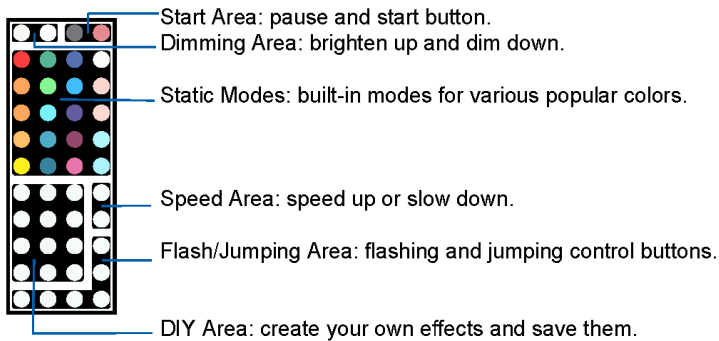 Start Area: pause and start button.
Dimming Area: brighten up and dim down.
Static Modes: built-in modes for various popular colors.
Speed Area: speed up or slow down.
Flash/Jumping Area: flashing and jumping control buttons.
DIY Area: create your own effects and save them.